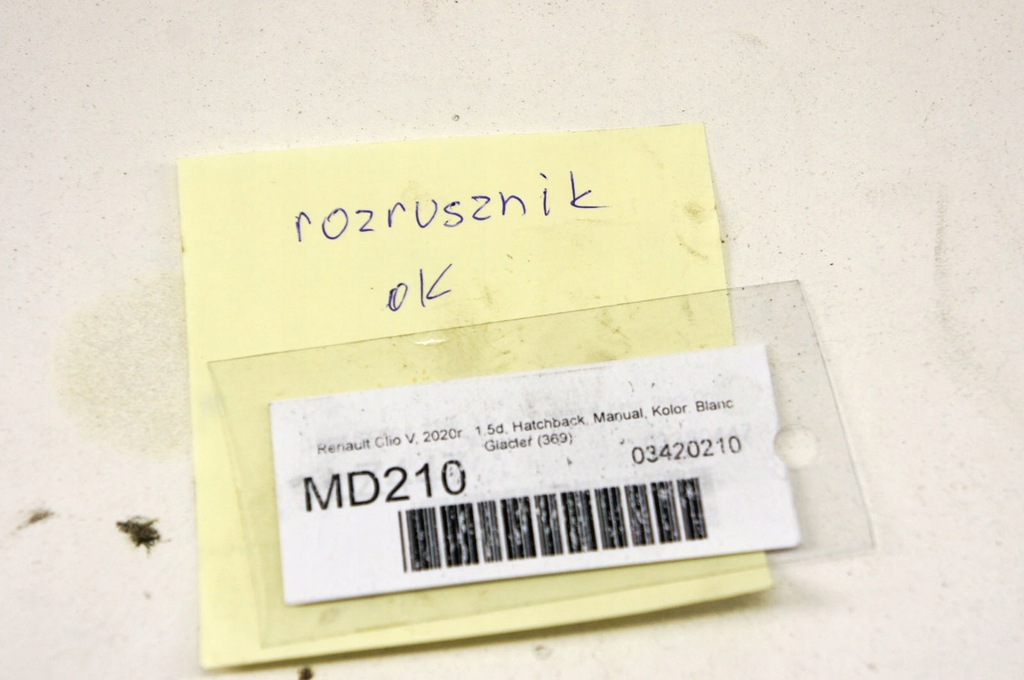 rozrusznik
ok
Renault Clio V, 2020r. 1.5d, Hatchback, Manual, Kolor. Blanc
Glacier (369)
MD210
03420210